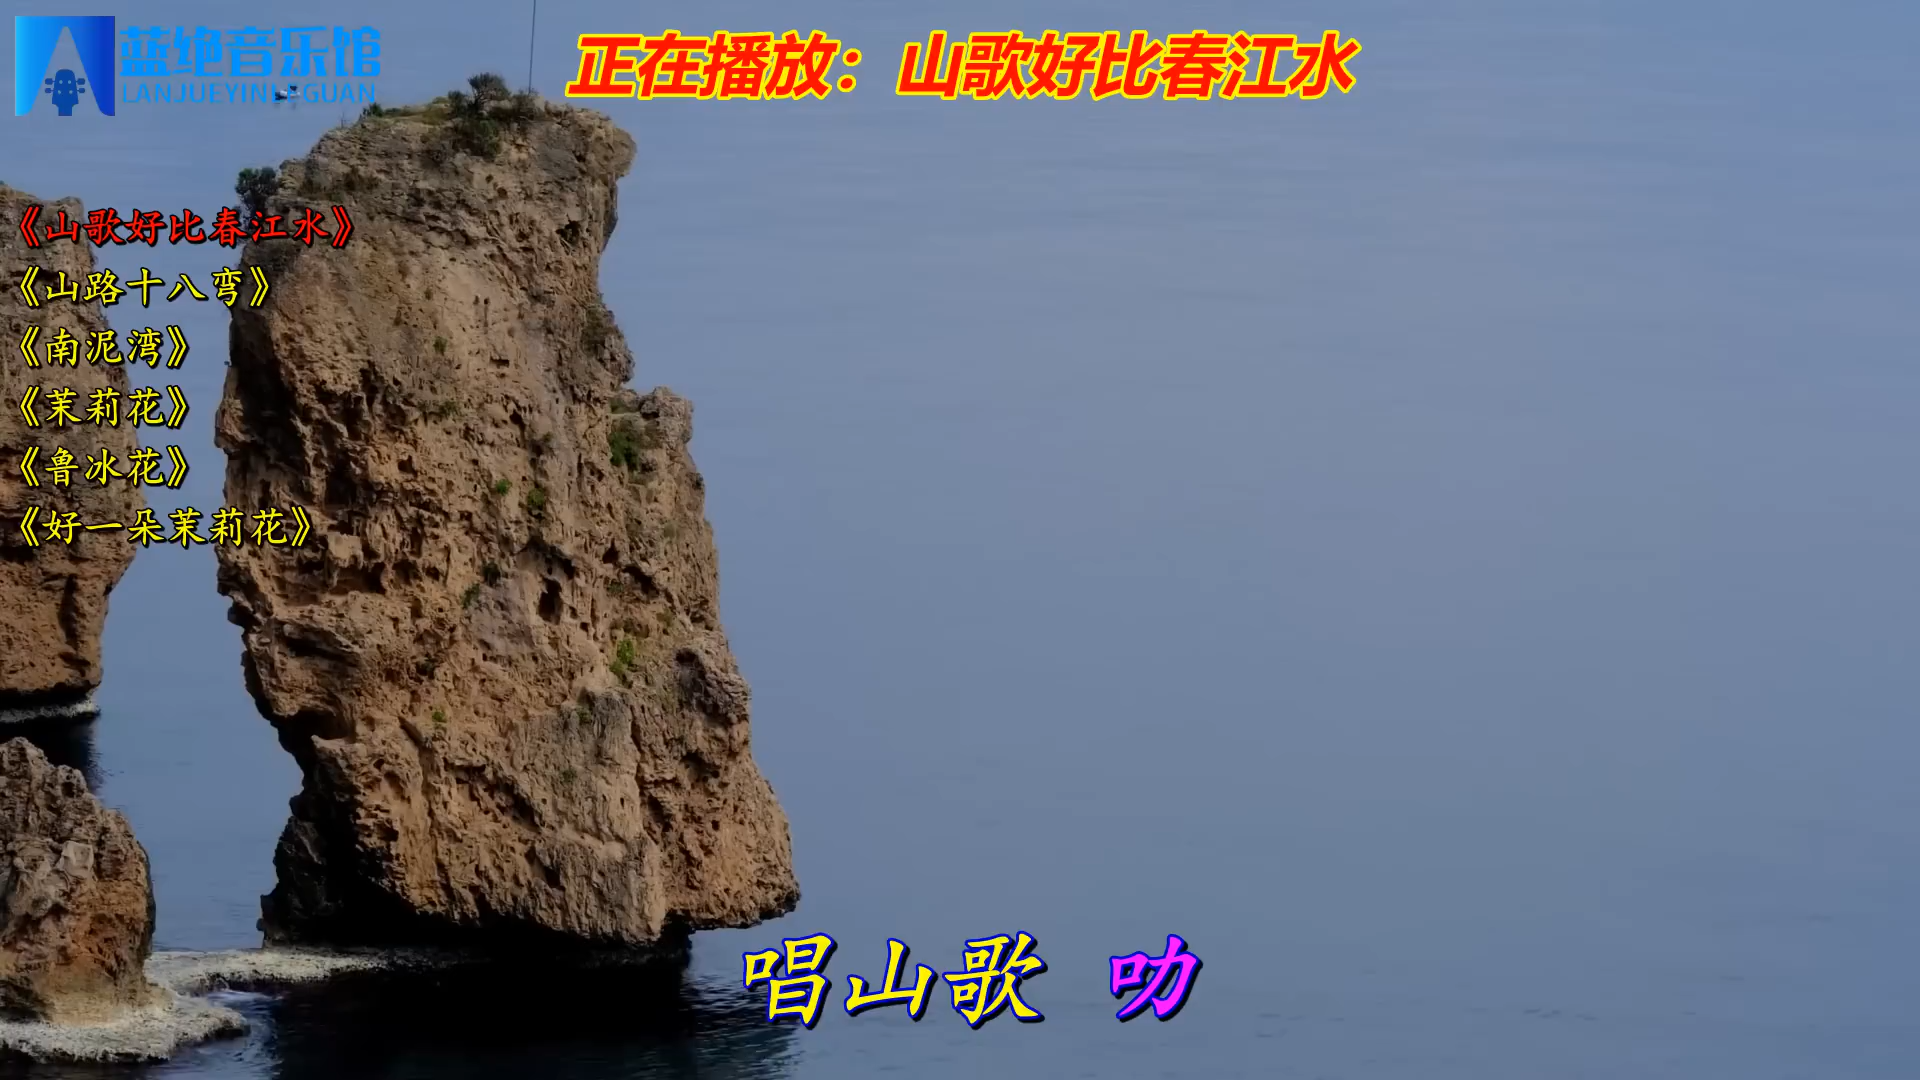 蓝绝音乐馆
LANJUEYINLEGUAN
正在播放：山歌好比春江水
《山歌好比春江水》
《山路十八弯》
《南泥湾》
《茉莉花》
《鲁冰花》
《好一朵茉莉花》
唱山歌 叻